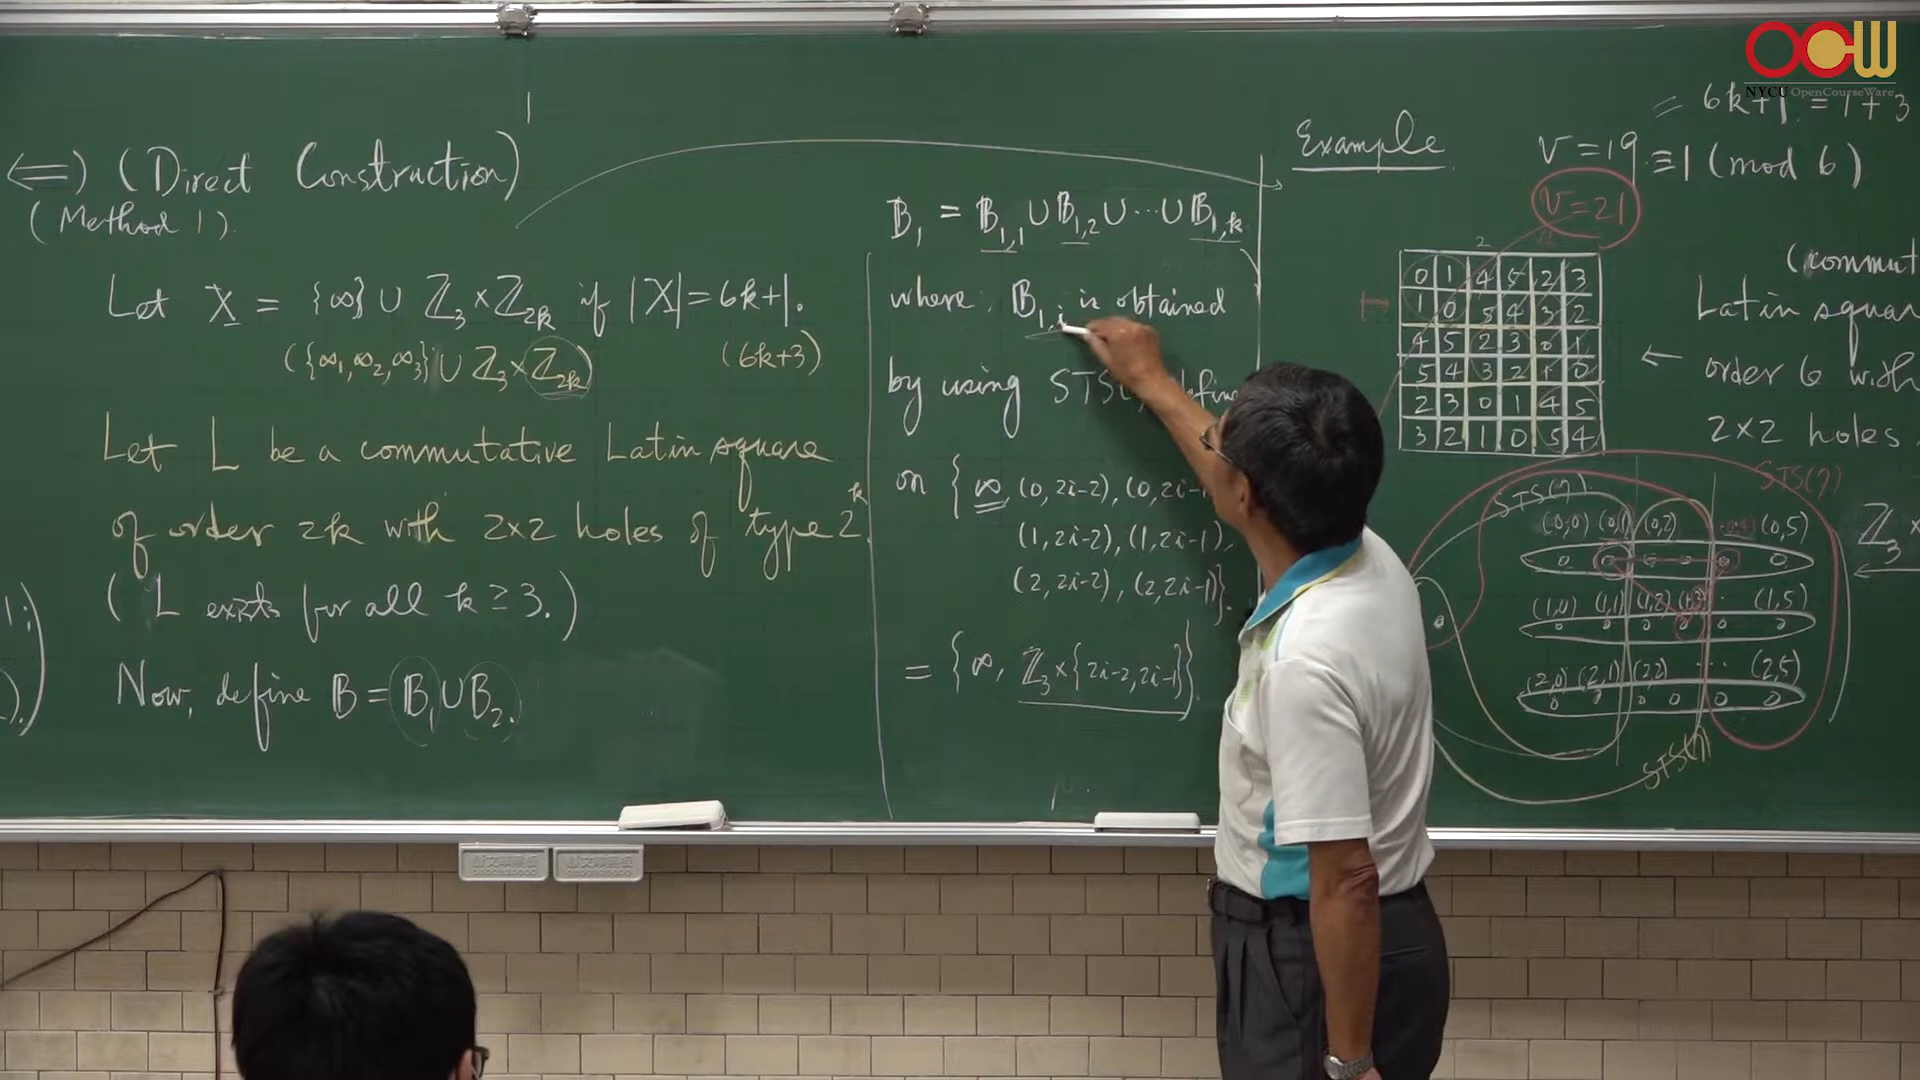 (⇐) (Direct Construction)
(Method 1).
Let X = {∞} ∪ ℤ₃ × ℤ₂ₖ if |X| = 6k+1.
({∞₁, ∞₂, ∞₃} ∪ ℤ₃ × ℤ₂ₖ) (6k+3)
Let L be a commutative Latin square
of order 2k with 2×2 holes of type 2ᵏ.
(L exists for all k ≥ 3.)
Now, define 𝔹 = 𝔹₁ ∪ 𝔹₂.
𝔹₁ = 𝔹₁,₁ ∪ 𝔹₁,₂ ∪ ⋯ ∪ 𝔹₁,ₖ
where 𝔹₁,ᵢ is obtained
by using STS(
on {∞, (0, 2i-2), (0, 2i-1
(1, 2i-2), (1, 2i-1),
(2, 2i-2), (2, 2i-1)}.
= {∞, ℤ₃ × {2i-2, 2i-1}}.
OCW
NYCU OpenCourseWare
= 6k+1 =
Example
v = 19 ≡ 1 (mod 6)
v = 21
0 1 4 5 2 3
1 0 5 4 3 2
4 5 2 3 0 1
5 4 3 2 1 0
2 3 0 1 4 5
3 2 1 0 5 4
(commut
Latin squar
← order 6 with
2×2 holes
STS(7) STS(7)
(0,0) (0,1) (0,2) (0,5)
(1,0) (1,1) (1,2) (1,3) · (1,5)
(2,0) (2,1) (2,2) ⋯ (2,5)
STS(7)
ℤ₃ ×